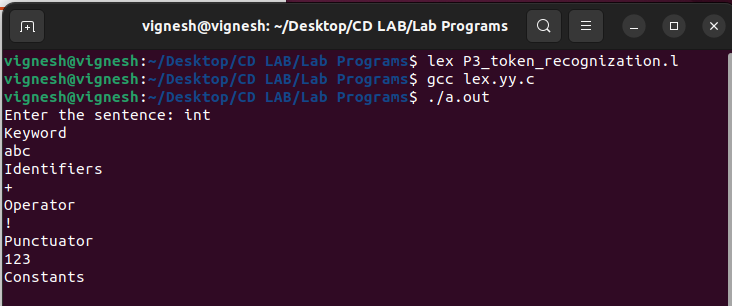 vignesh@vignesh: ~/Desktop/CD LAB/Lab Programs
vignesh@vignesh:~/Desktop/CD LAB/Lab Programs$ lex P3_token_recognization.l
vignesh@vignesh:~/Desktop/CD LAB/Lab Programs$ gcc lex.yy.c
vignesh@vignesh:~/Desktop/CD LAB/Lab Programs$ ./a.out
Enter the sentence: int
Keyword
abc
Identifiers
+
Operator
!
Punctuator
123
Constants